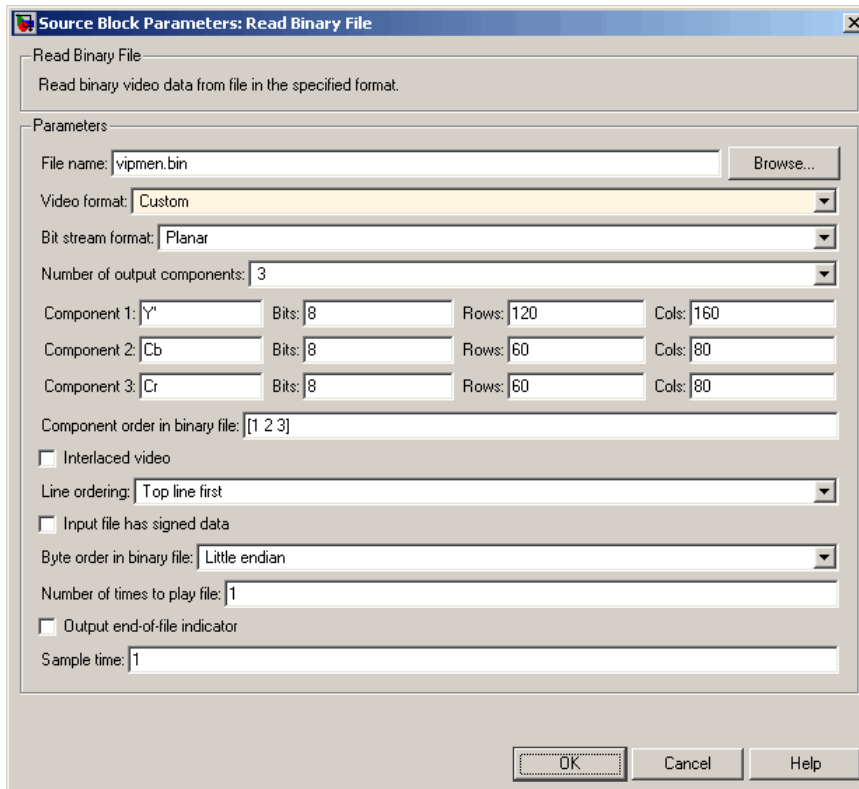 Source Block Parameters: Read Binary File
Read Binary File
Read binary video data from file in the specified format.
Parameters
File name: vipmen.bin Browse...
Video format: Custom
Bit stream format: Planar
Number of output components: 3
Component 1: Y' Bits: 8 Rows: 120 Cols: 160
Component 2: Cb Bits: 8 Rows: 60 Cols: 80
Component 3: Cr Bits: 8 Rows: 60 Cols: 80
Component order in binary file: [1 2 3]
Interlaced video
Line ordering: Top line first
Input file has signed data
Byte order in binary file: Little endian
Number of times to play file: 1
Output end-of-file indicator
Sample time: 1
OK Cancel Help